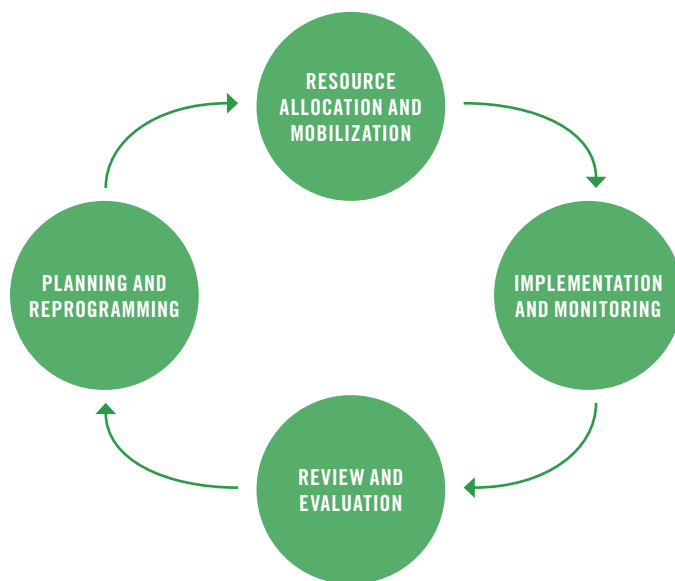 RESOURCE
ALLOCATION AND
MOBILIZATION
PLANNING AND
REPROGRAMMING
IMPLEMENTATION
AND MONITORING
REVIEW AND
EVALUATION